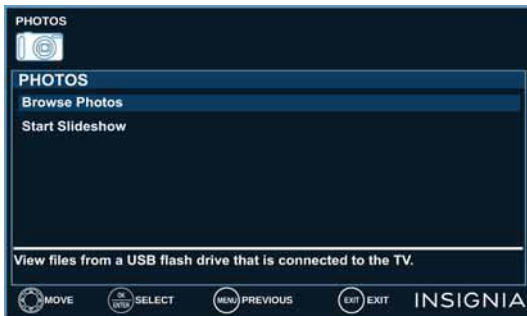 PHOTOS
PHOTOS
Browse Photos
Start Slideshow
View files from a USB flash drive that is connected to the TV.
MOVE OK ENTER SELECT MENU PREVIOUS EXIT EXIT INSIGNIA